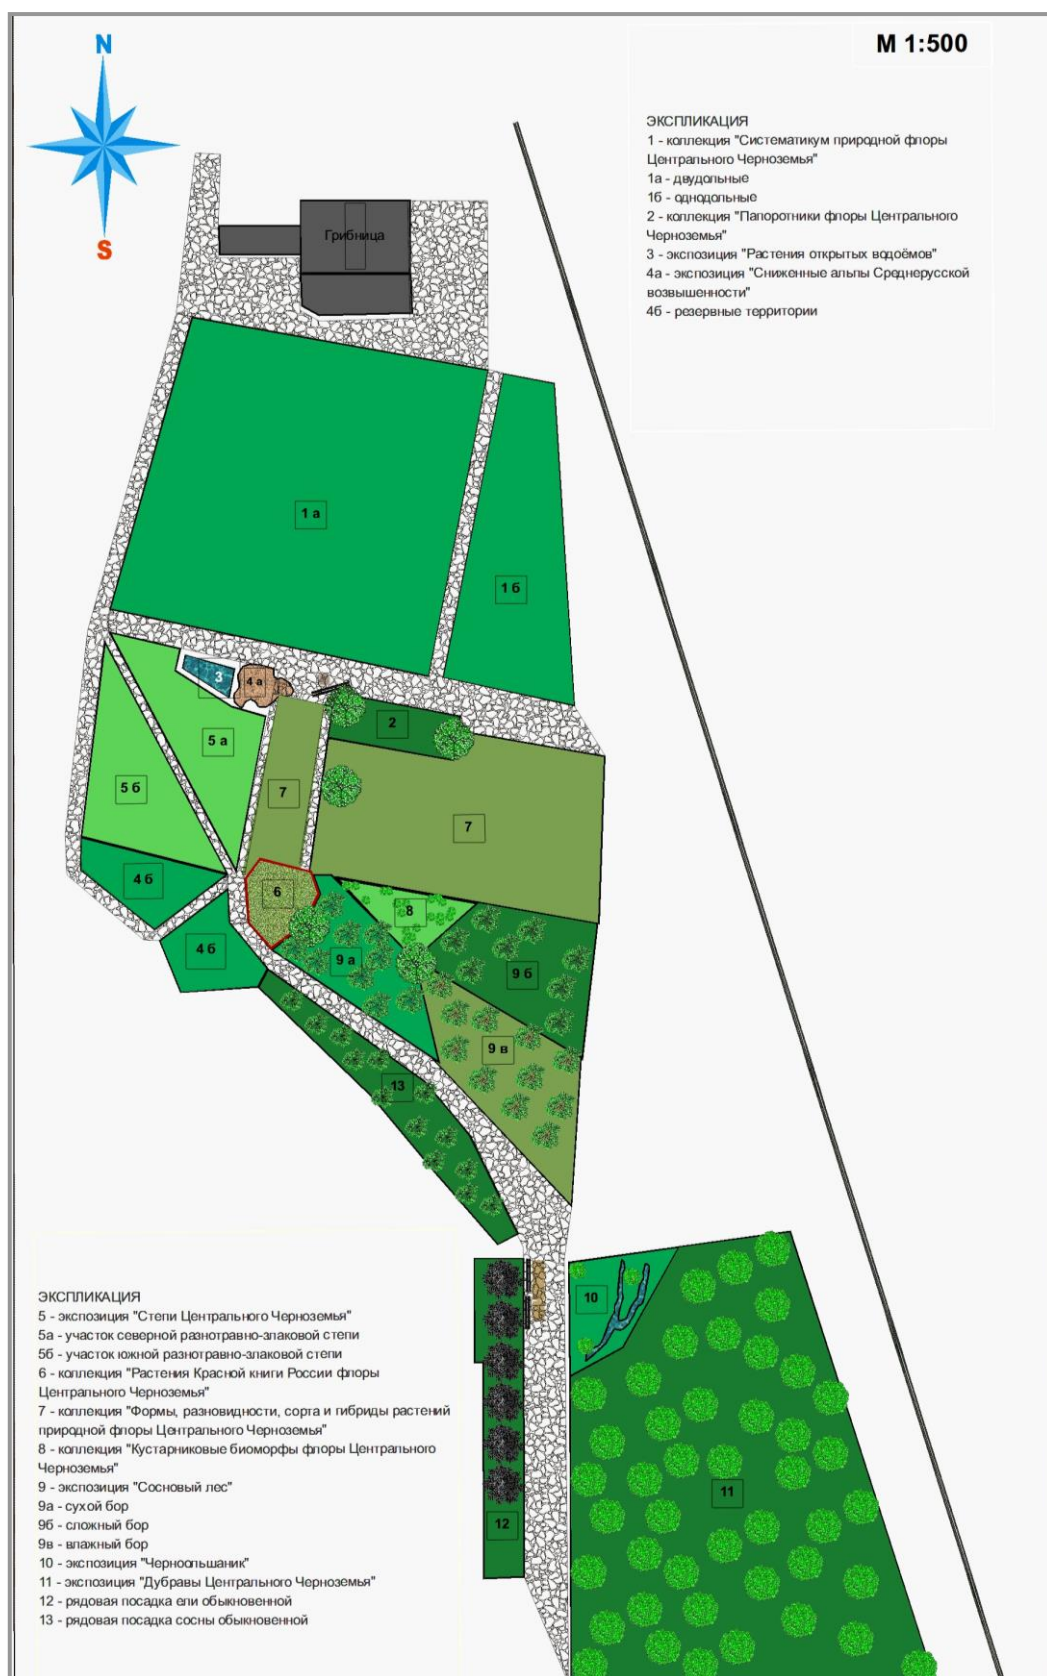 N
S
М 1:500
ЭКСПЛИКАЦИЯ
1 - коллекция "Систематикум природной флоры
Центрального Черноземья"
1а - двудольные
1б - однодольные
2 - коллекция "Папоротники флоры Центрального
Черноземья"
3 - экспозиция "Растения открытых водоёмов"
4а - экспозиция "Сниженные альпы Среднерусской
возвышенности"
4б - резервные территории
Грибница
1 а
1 б
3
4 а
2
5 а
5 б
7
7
4 б
6
8
4 б
9 а
9 б
9 в
13
10
11
12
ЭКСПЛИКАЦИЯ
5 - экспозиция "Степи Центрального Черноземья"
5а - участок северной разнотравно-злаковой степи
5б - участок южной разнотравно-злаковой степи
6 - коллекция "Растения Красной книги России флоры
Центрального Черноземья"
7 - коллекция "Формы, разновидности, сорта и гибриды растений
природной флоры Центрального Черноземья"
8 - коллекция "Кустарниковые биоморфы флоры Центрального
Черноземья"
9 - экспозиция "Сосновый лес"
9а - сухой бор
9б - сложный бор
9в - влажный бор
10 - экспозиция "Черноольшаник"
11 - экспозиция "Дубравы Центрального Черноземья"
12 - рядовая посадка ели обыкновенной
13 - рядовая посадка сосны обыкновенной